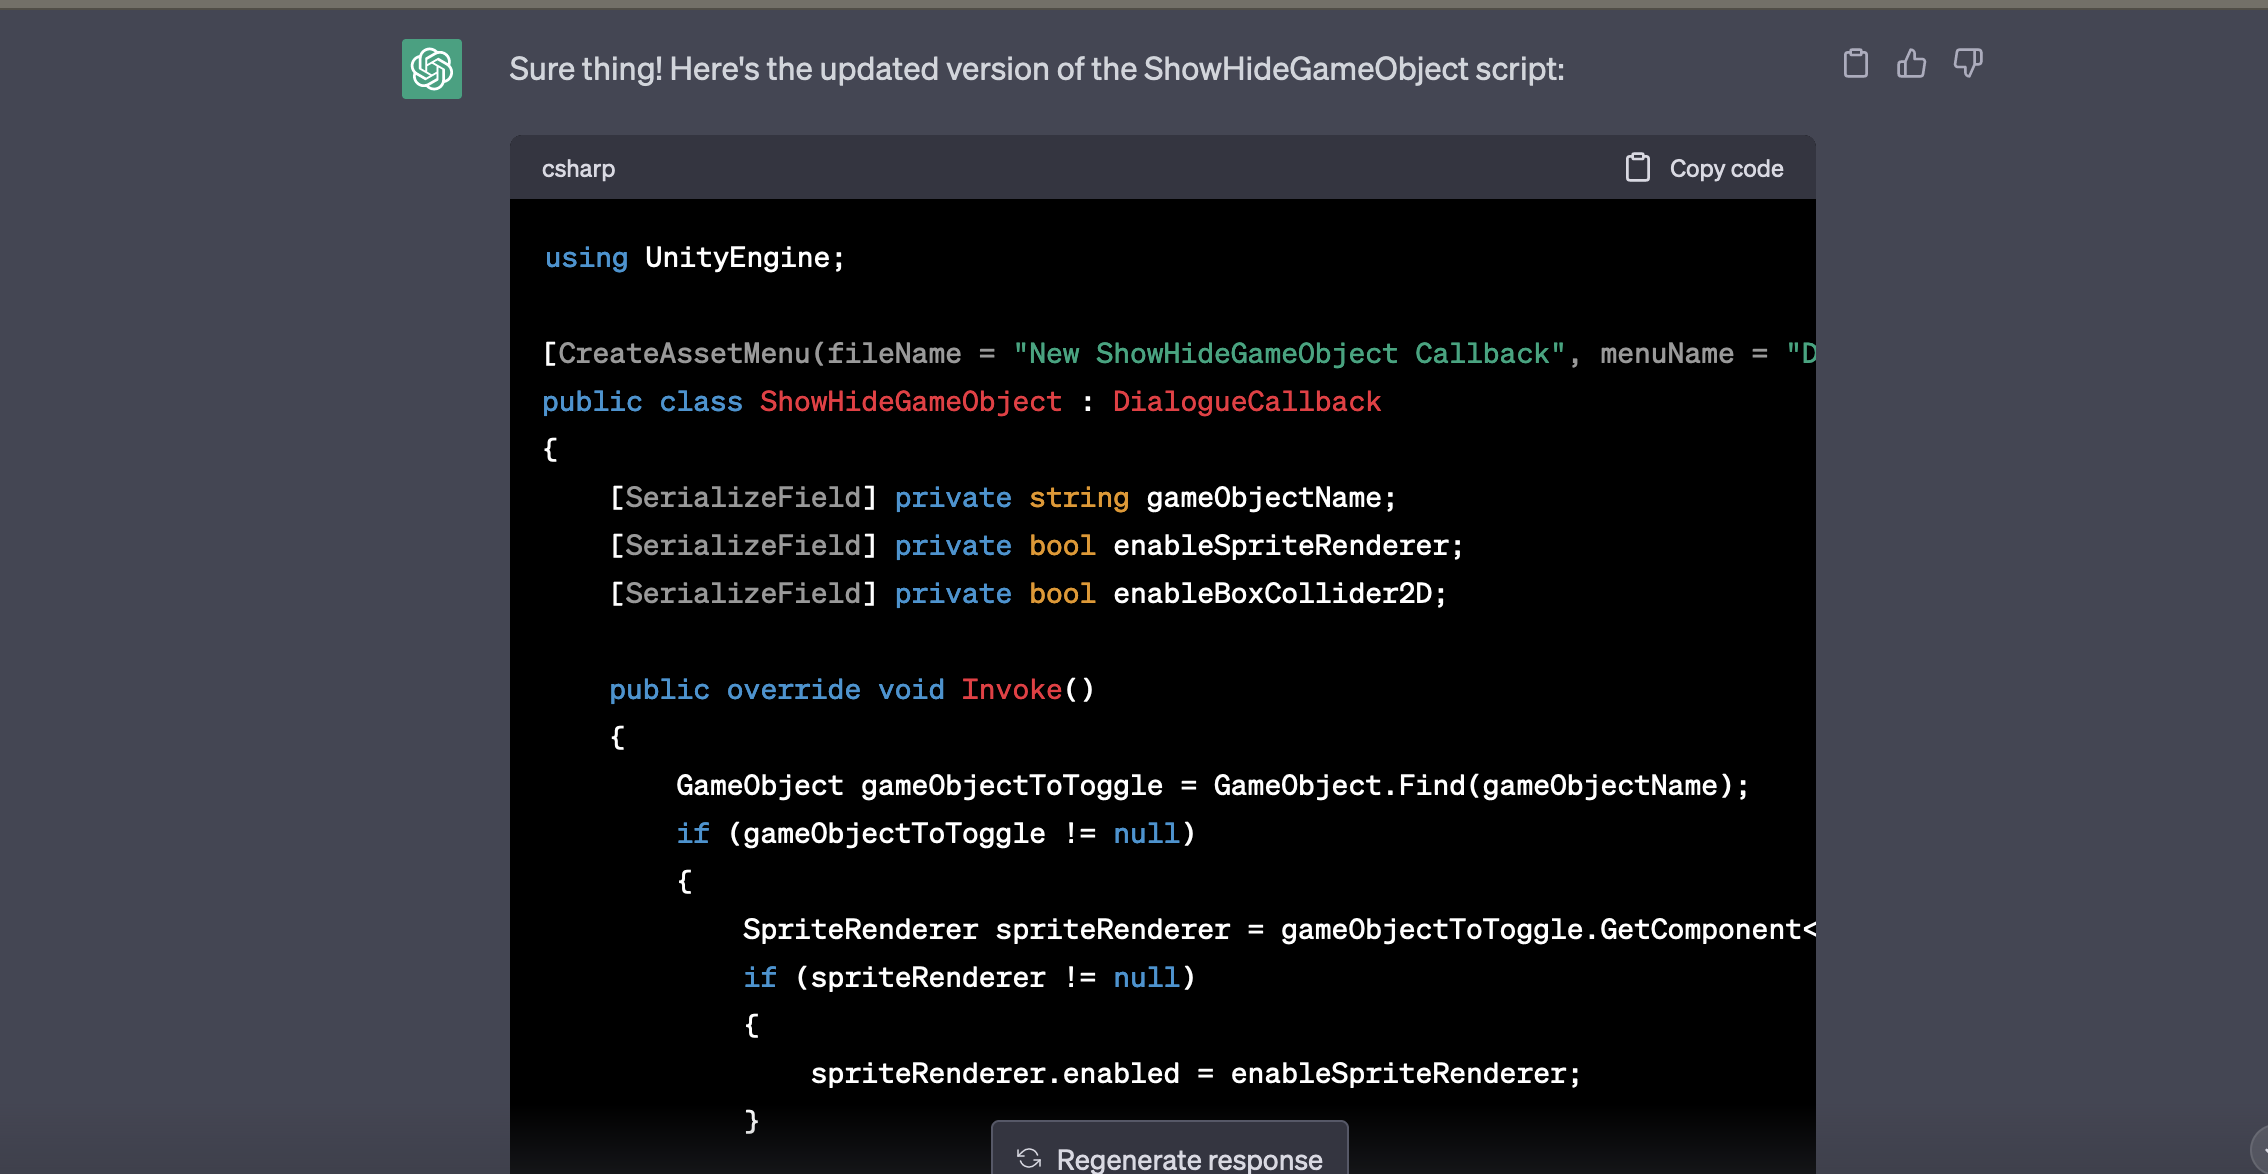 Sure thing! Here's the updated version of the ShowHideGameObject script:
csharp
Copy code
using UnityEngine;
[CreateAssetMenu(fileName = "New ShowHideGameObject Callback", menuName = "D
public class ShowHideGameObject : DialogueCallback
{
[SerializeField] private string gameObjectName;
[SerializeField] private bool enableSpriteRenderer;
[SerializeField] private bool enableBoxCollider2D;
public override void Invoke()
{
GameObject gameObjectToToggle = GameObject.Find(gameObjectName);
if (gameObjectToToggle != null)
{
SpriteRenderer spriteRenderer = gameObjectToToggle.GetComponent<
if (spriteRenderer != null)
{
spriteRenderer.enabled = enableSpriteRenderer;
}
Regenerate response